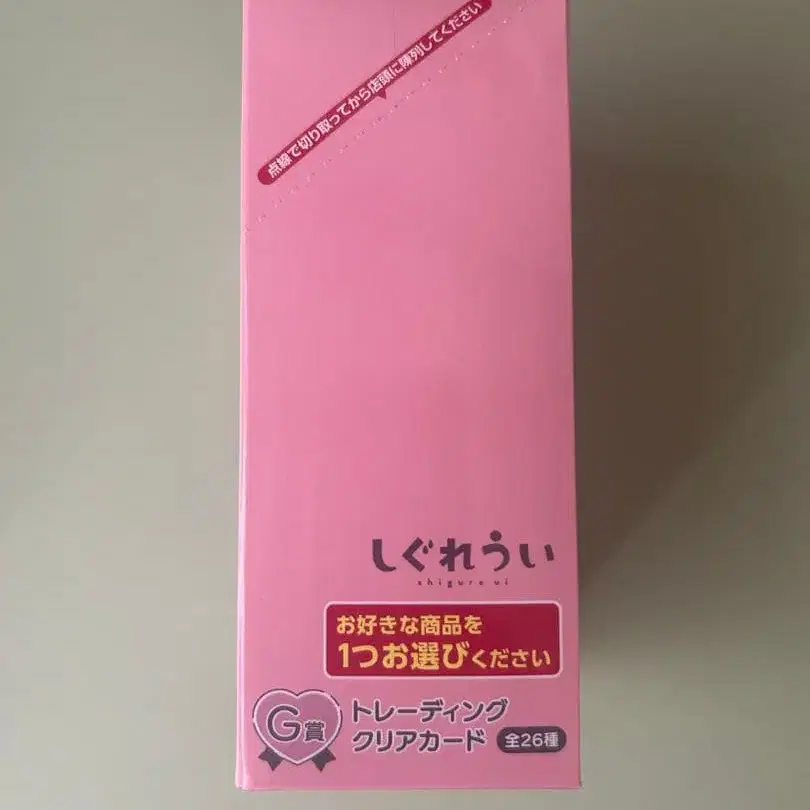 点線で切り取ってから店頭に陳列してください
しぐれうい
shigure ui
お好きな商品を
1つお選びください
G賞
トレーディング
クリアカード
全26種